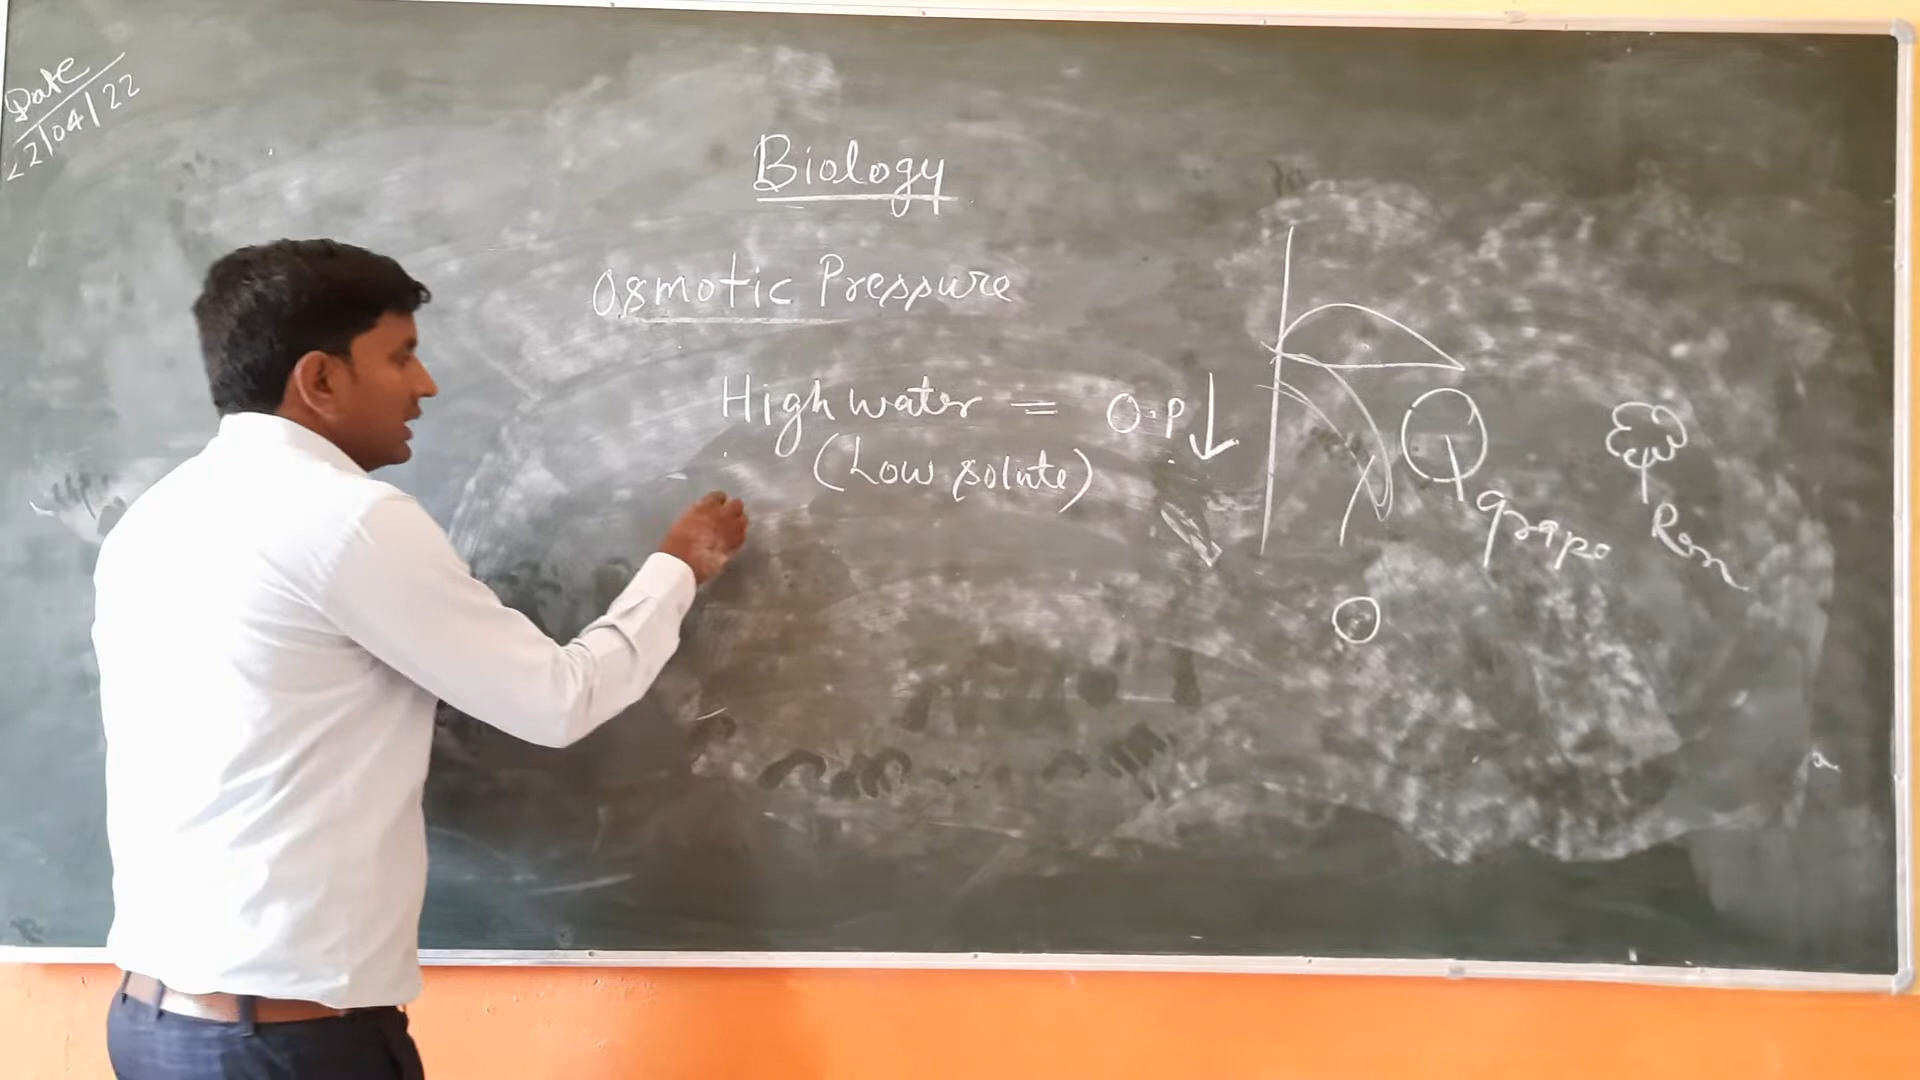 Date
22/04/22
Biology
Osmotic Pressure
High water = O.P↓
(Low solute)